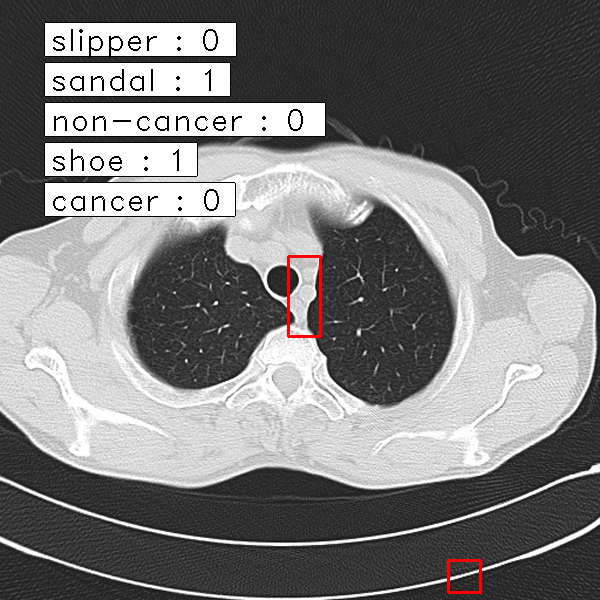 slipper : 0
sandal : 1
non-cancer : 0
shoe : 1
cancer : 0